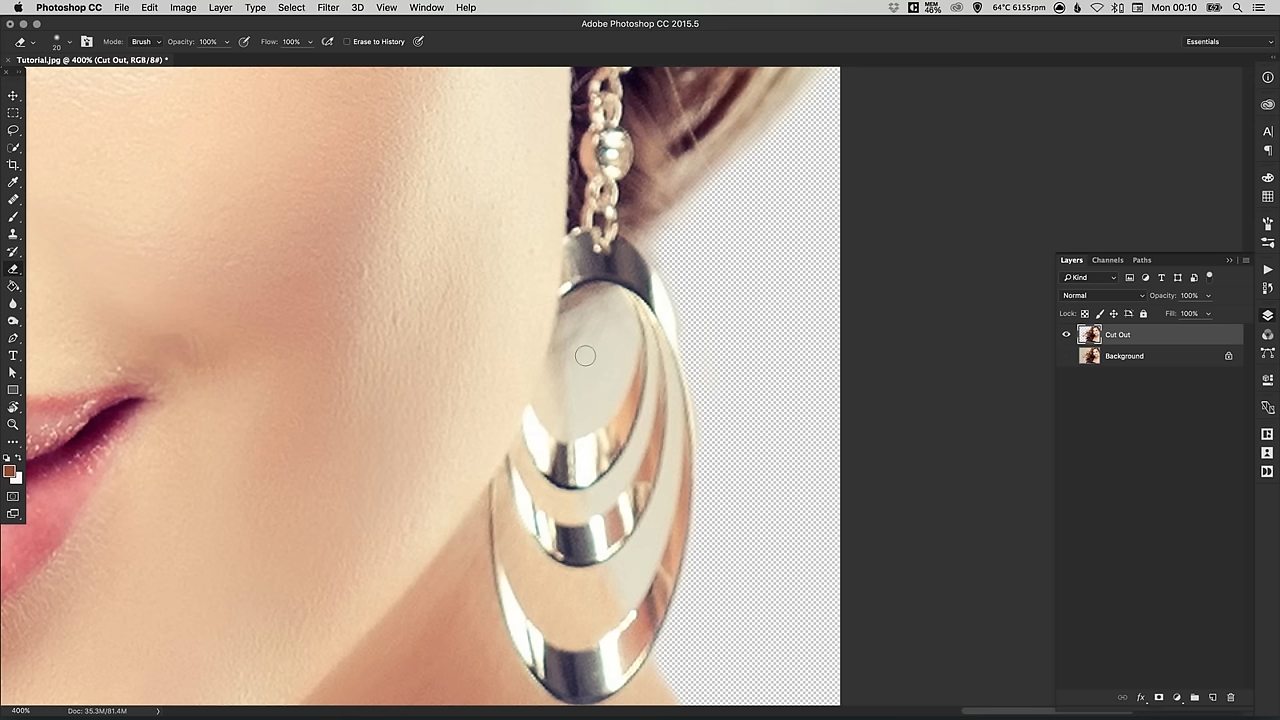 Photoshop CC File Edit Image Layer Type Select Filter 3D View Window Help MEM 46% 64°C 6155rpm Mon 00:10
Adobe Photoshop CC 2015.5
20 Mode: Brush Opacity: 100% Flow: 100% Erase to History Essentials
Tutorial.jpg @ 400% (Cut Out, RGB/8#) *
Layers Channels Paths
Kind
Normal Opacity: 100%
Lock: Fill: 100%
Cut Out
Background
400% Doc: 35.3M/81.4M